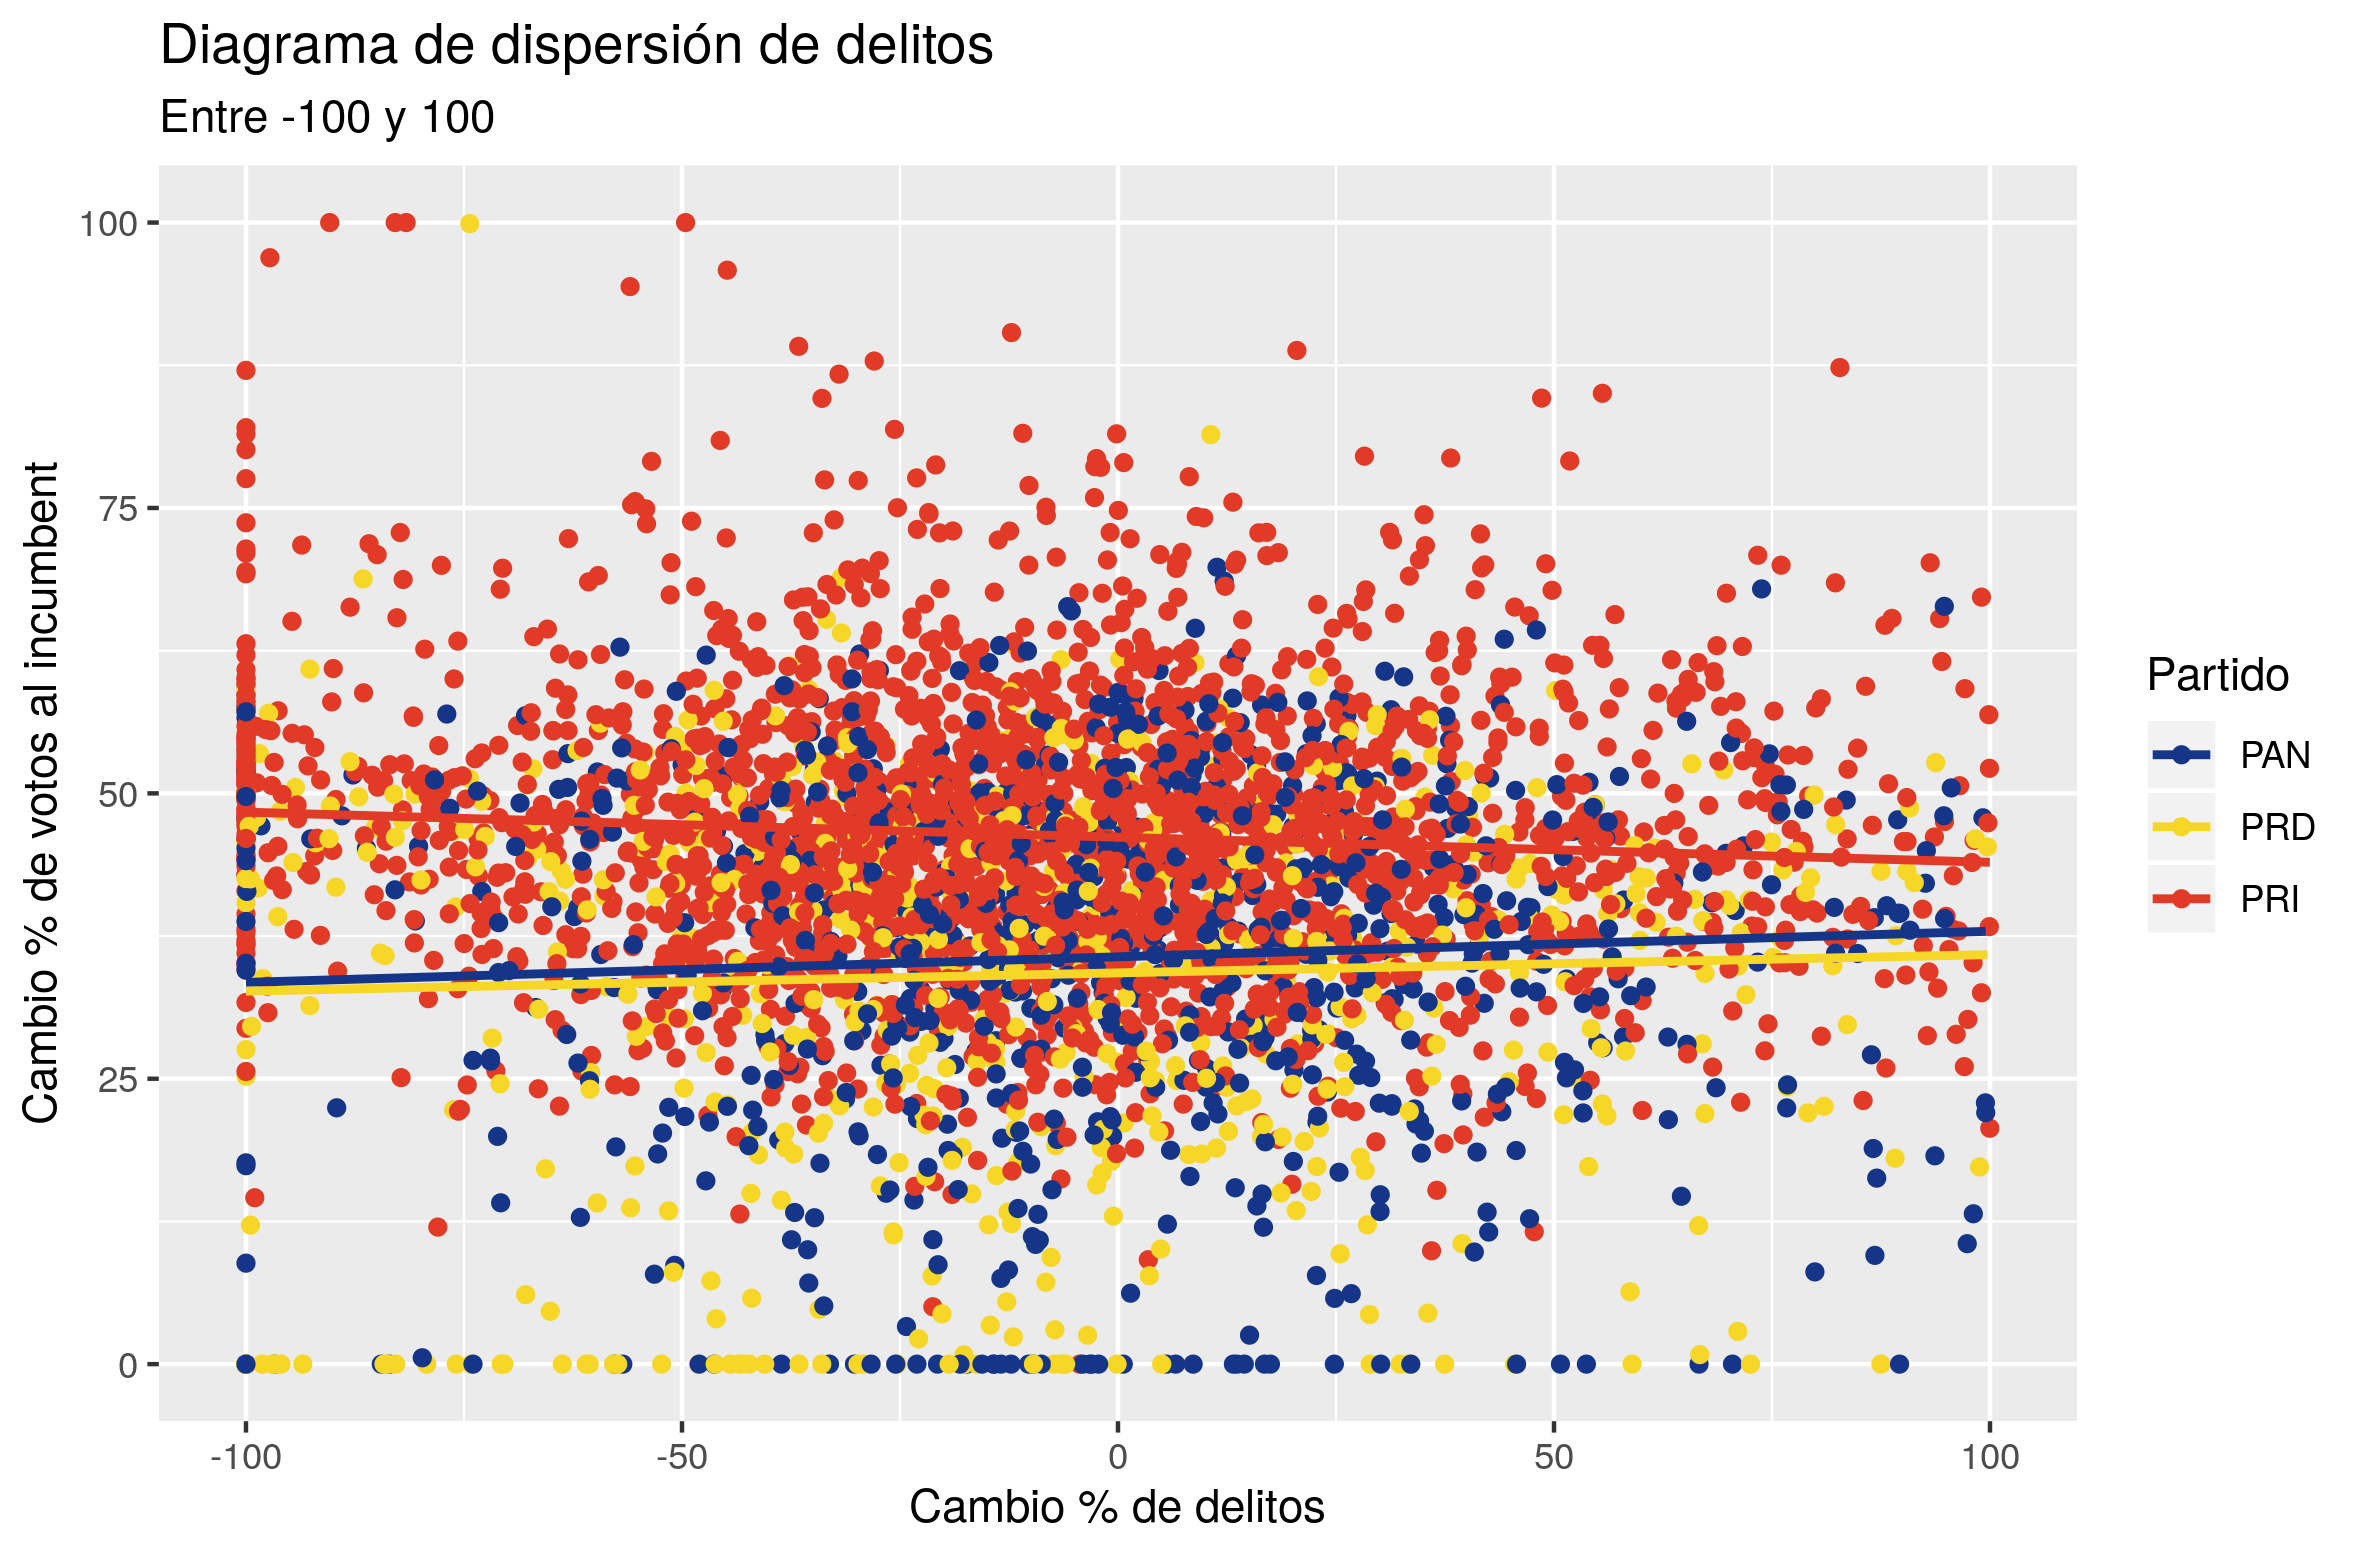 Diagrama de dispersión de delitos
Entre -100 y 100
Cambio % de votos al incumbent
100
75
50
25
0
-100
-50
0
50
100
Cambio % de delitos
Partido
PAN
PRD
PRI